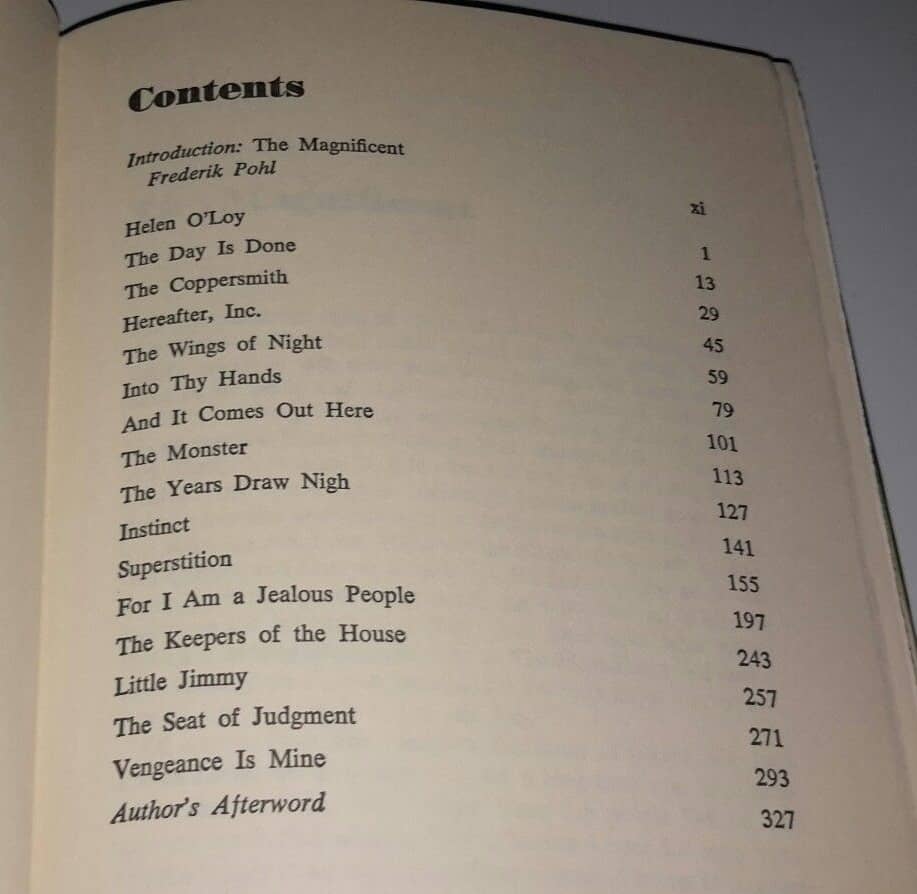 Contents
Introduction: The Magnificent
Frederik Pohl xi
Helen O'Loy 1
The Day Is Done 13
The Coppersmith 29
Hereafter, Inc. 45
The Wings of Night 59
Into Thy Hands 79
And It Comes Out Here 101
The Monster 113
The Years Draw Nigh 127
Instinct 141
Superstition 155
For I Am a Jealous People 197
The Keepers of the House 243
Little Jimmy 257
The Seat of Judgment 271
Vengeance Is Mine 293
Author's Afterword 327